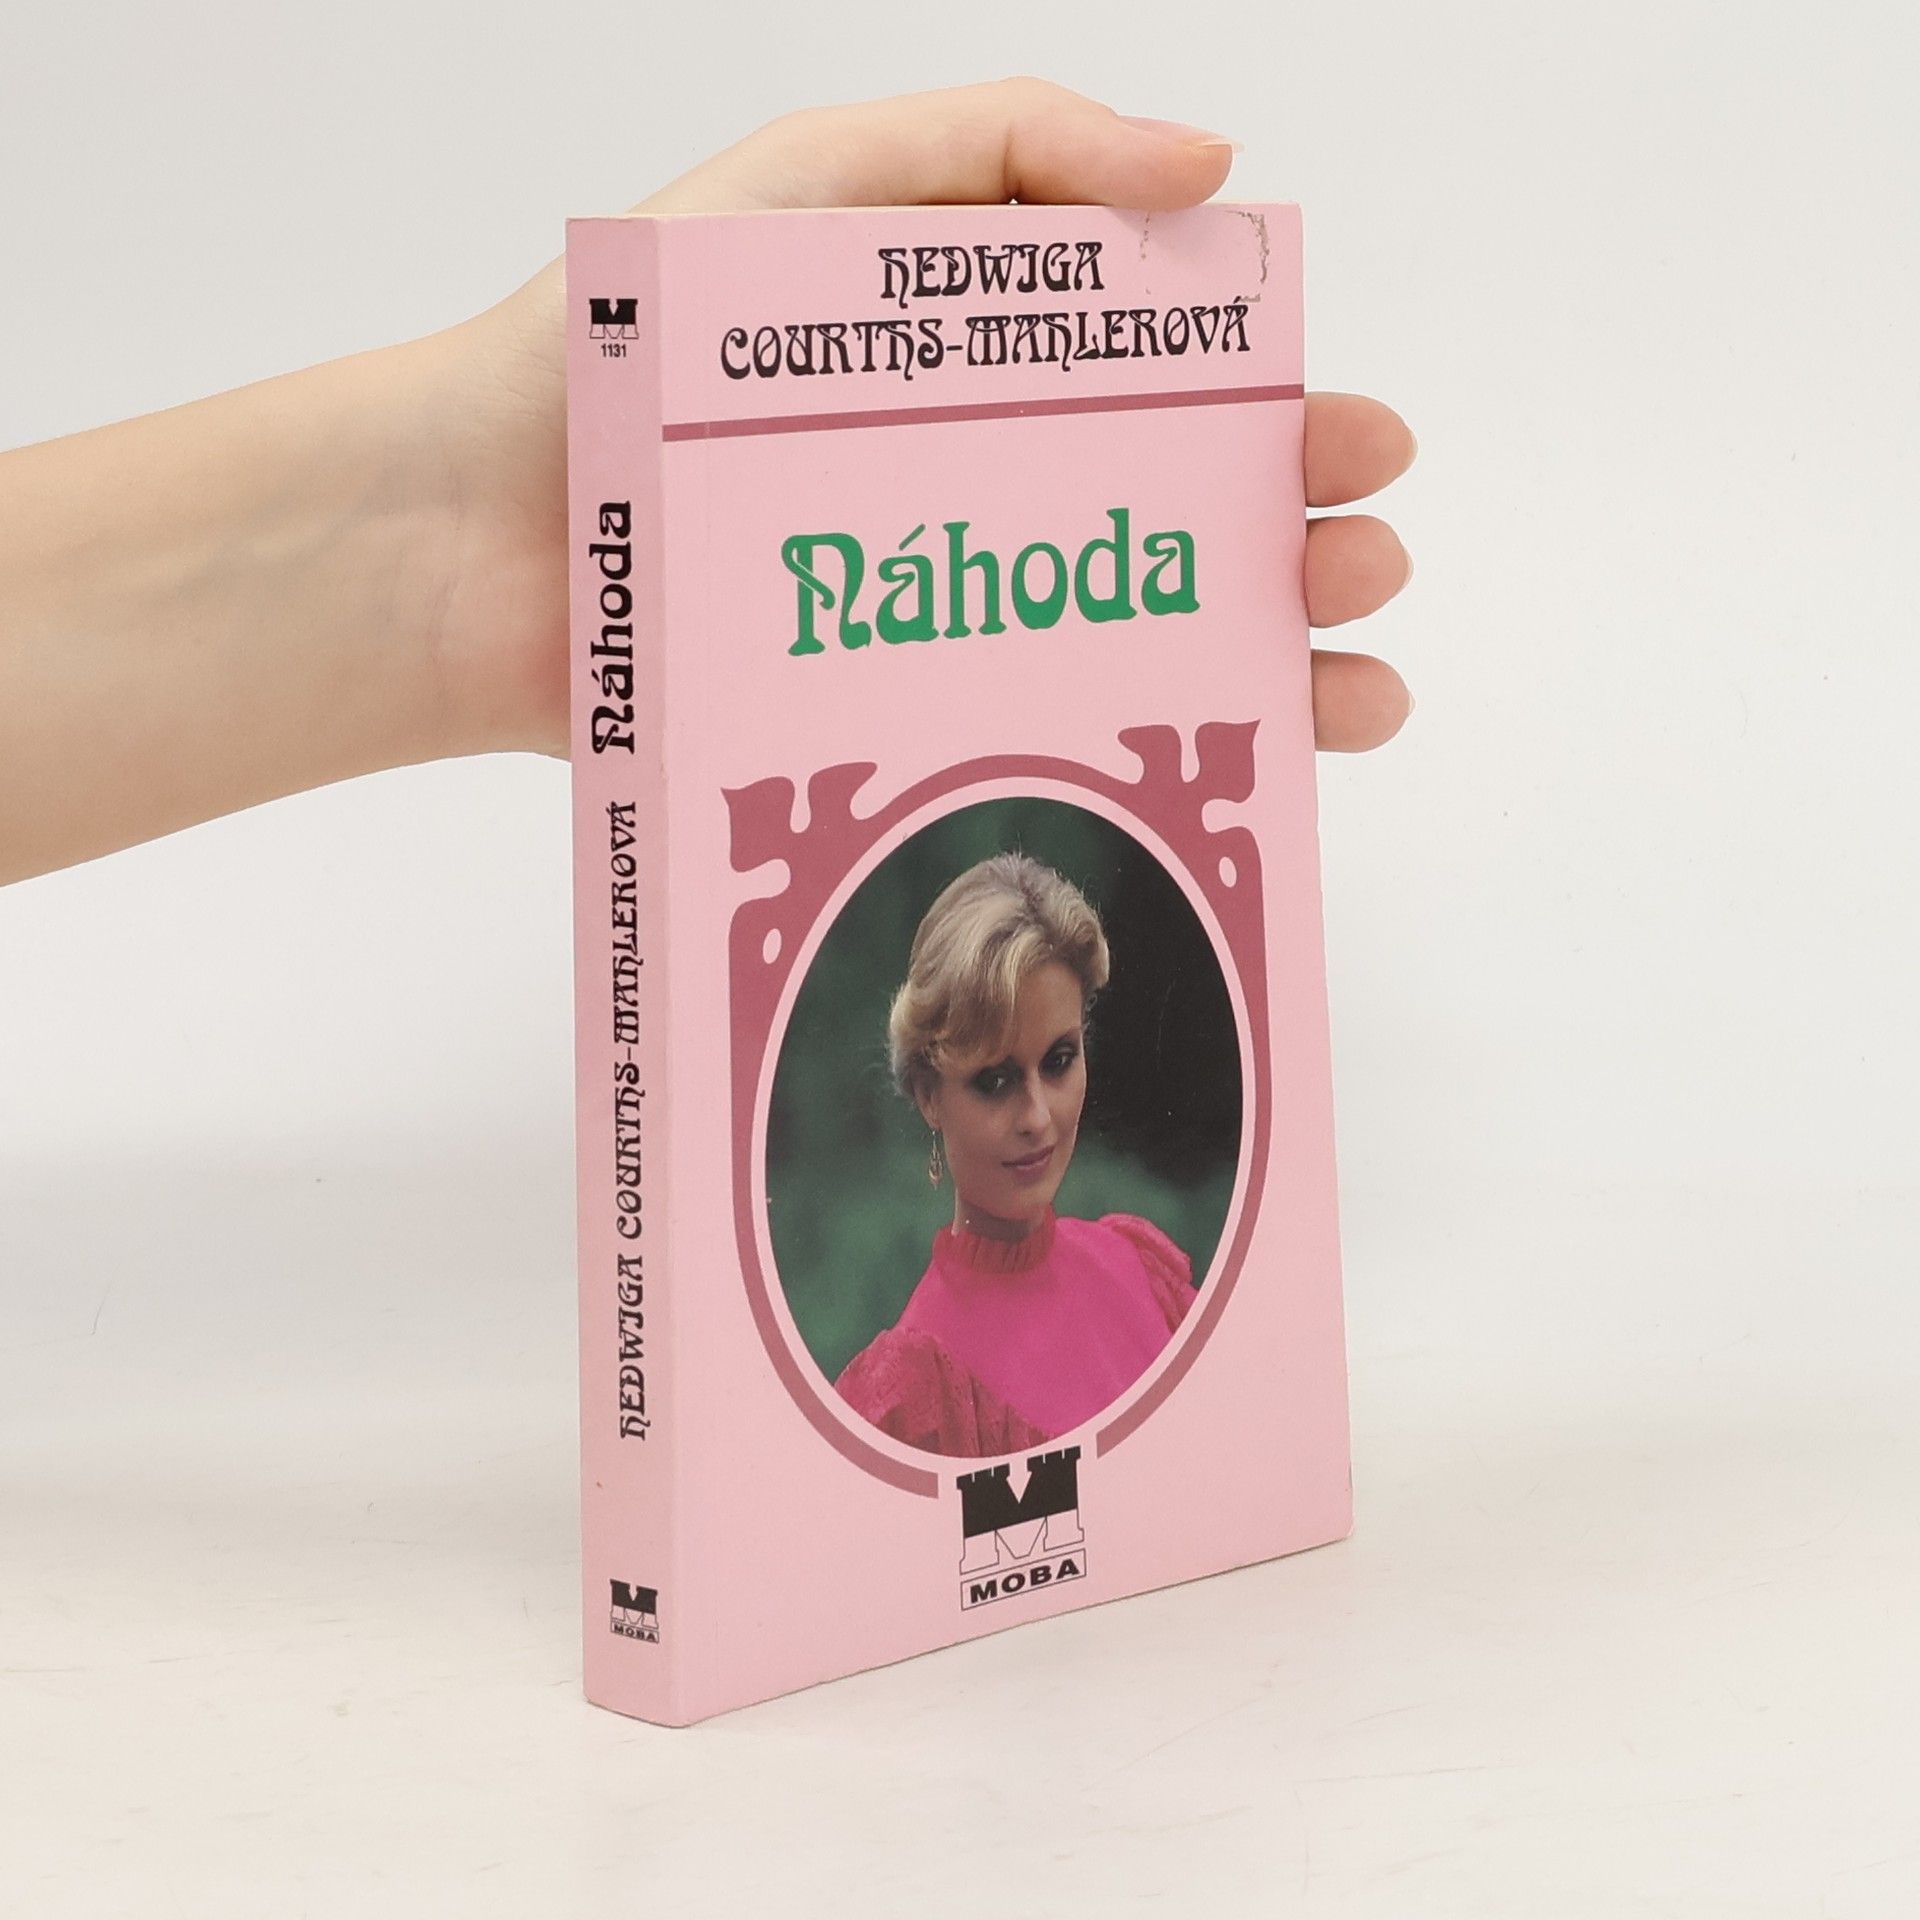 HEDWIGA
COURTHS-MAHLEROVÁ
Náhoda
M
MOBA
M
1131
HEDWIGA COURTHS-MAHLEROVÁ Náhoda
M
MOBA